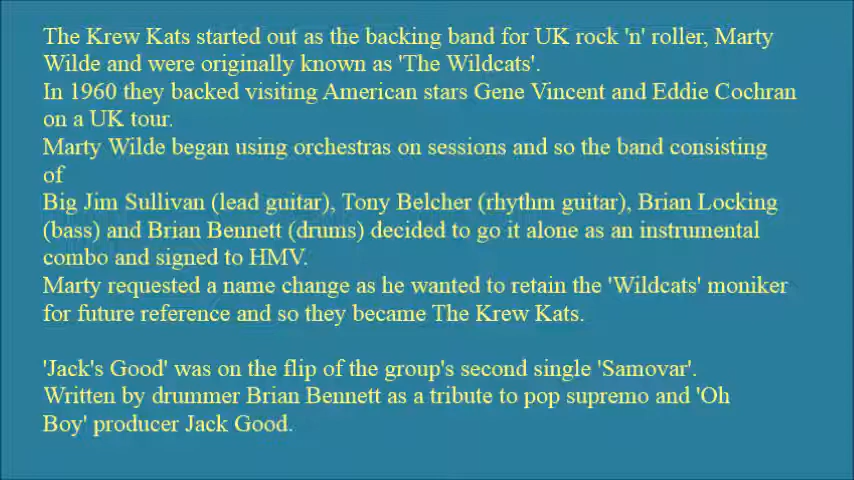 The Krew Kats started out as the backing band for UK rock 'n' roller, Marty
Wilde and were originally known as 'The Wildcats'.
In 1960 they backed visiting American stars Gene Vincent and Eddie Cochran
on a UK tour.
Marty Wilde began using orchestras on sessions and so the band consisting
of
Big Jim Sullivan (lead guitar), Tony Belcher (rhythm guitar), Brian Locking
(bass) and Brian Bennett (drums) decided to go it alone as an instrumental
combo and signed to HMV.
Marty requested a name change as he wanted to retain the 'Wildcats' moniker
for future reference and so they became The Krew Kats.
'Jack's Good' was on the flip of the group's second single 'Samovar'.
Written by drummer Brian Bennett as a tribute to pop supremo and 'Oh
Boy' producer Jack Good.